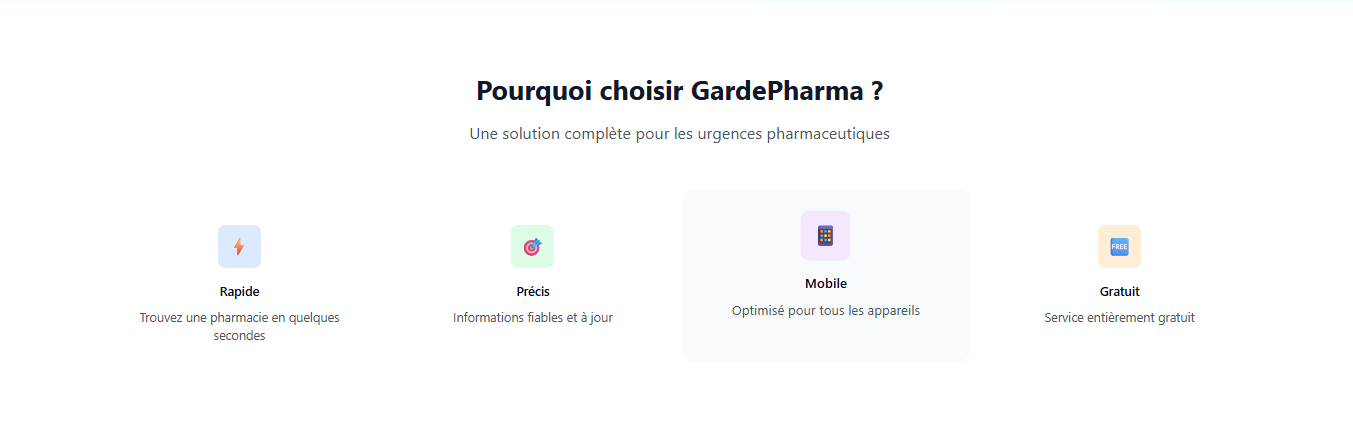 Pourquoi choisir GardePharma ?
Une solution complète pour les urgences pharmaceutiques
Rapide
Trouvez une pharmacie en quelques
secondes
Précis
Informations fiables et à jour
Mobile
Optimisé pour tous les appareils
FREE
Gratuit
Service entièrement gratuit